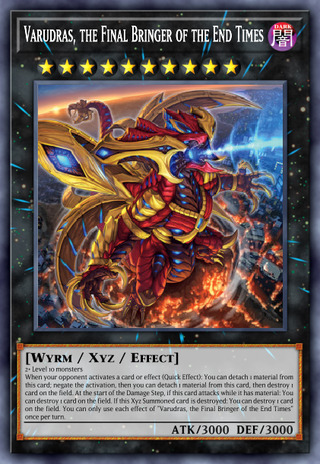 Varudras, the Final Bringer of the End Times
DARK
闇
[Wyrm / Xyz / Effect]
2+ Level 10 monsters
When your opponent activates a card or effect (Quick Effect): You can detach 1 material from
this card; negate the activation, then you can detach 1 material from this card, then destroy 1
card on the field. At the start of the Damage Step, if this card attacks while it has material: You
can destroy 1 card on the field. If this Xyz Summoned card is destroyed: You can destroy 1 card
on the field. You can only use each effect of "Varudras, the Final Bringer of the End Times"
once per turn.
ATK/3000 DEF/3000